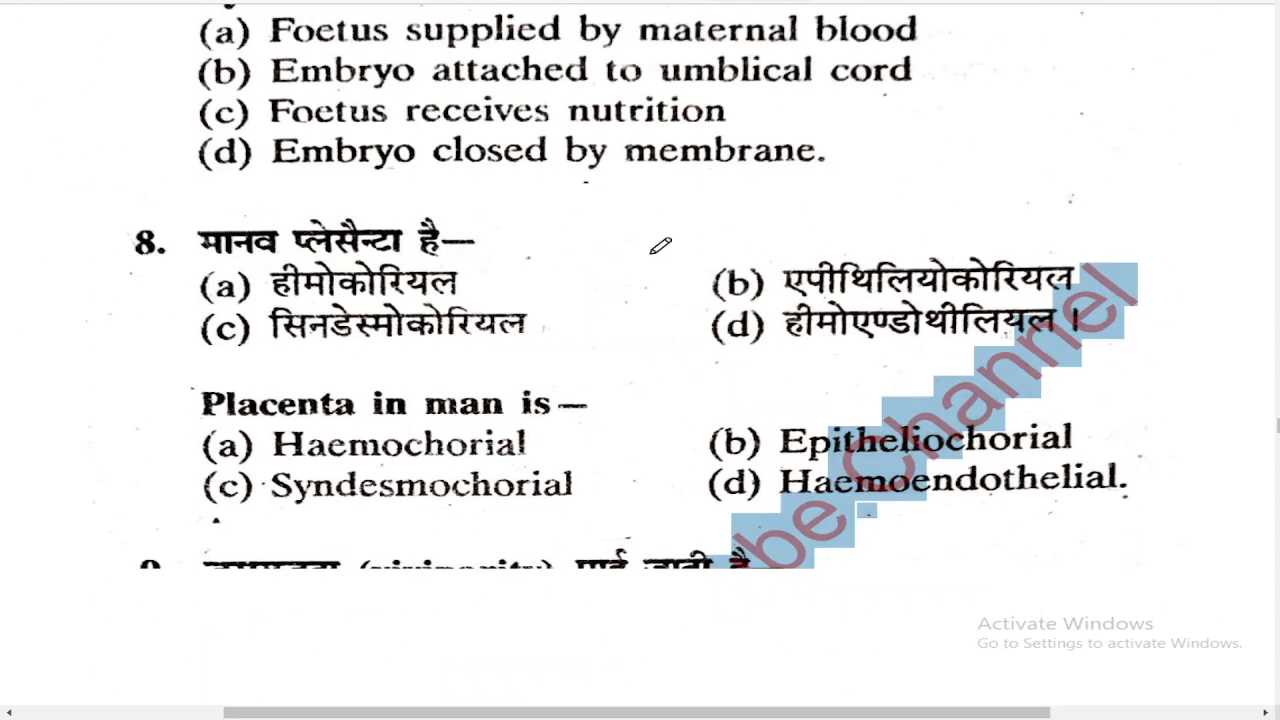 (a) Foetus supplied by maternal blood
(b) Embryo attached to umblical cord
(c) Foetus receives nutrition
(d) Embryo closed by membrane.
8. मानव प्लेसैन्टा है—
(a) हीमोकोरियल (b) एपीथिलियोकोरियल
(c) सिनडेस्मोकोरियल (d) हीमोएण्डोथीलियल ।
Placenta in man is—
(a) Haemochorial (b) Epitheliochorial
(c) Syndesmochorial (d) Haemoendothelial.
be Channel
Activate Windows
Go to Settings to activate Windows.